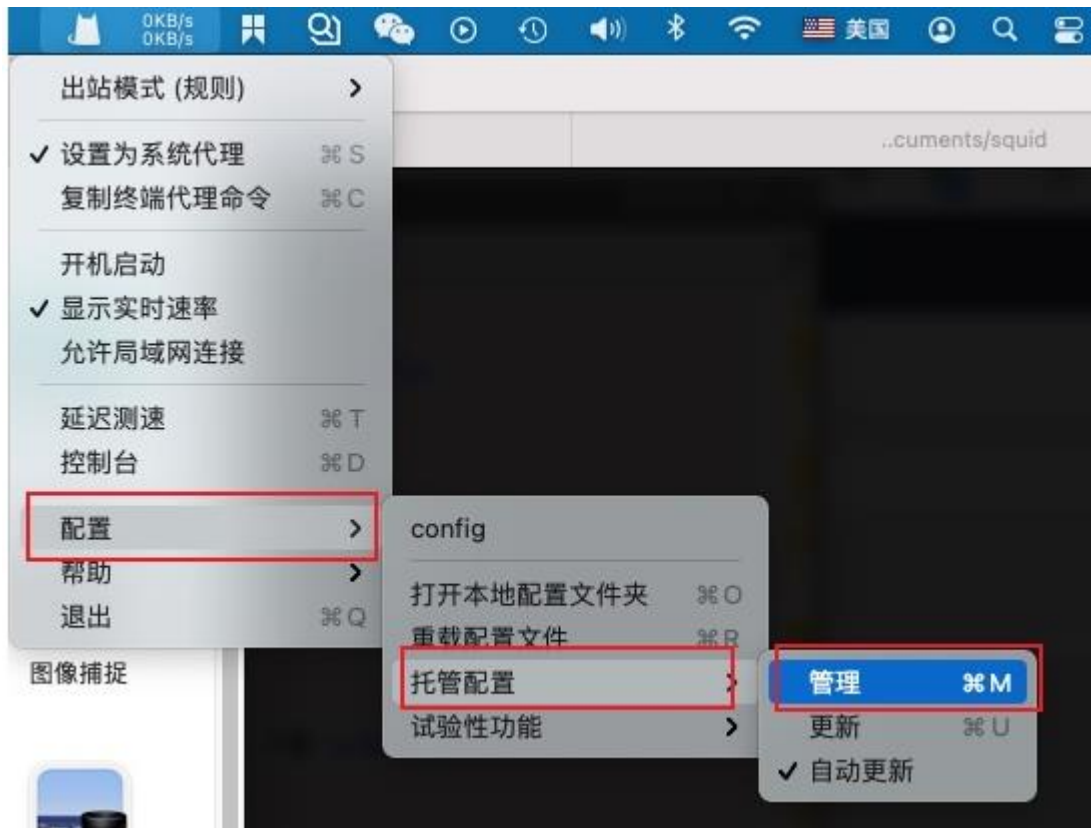 0KB/s
0KB/s
美国
出站模式 (规则)
..cuments/squid
设置为系统代理 ⌘ S
复制终端代理命令 ⌘ C
开机启动
显示实时速率
允许局域网连接
延迟测速 ⌘ T
控制台 ⌘ D
配置
帮助
退出 ⌘ Q
config
打开本地配置文件夹 ⌘ O
重载配置文件 ⌘ R
托管配置
试验性功能
管理 ⌘ M
更新 ⌘ U
自动更新
图像捕捉